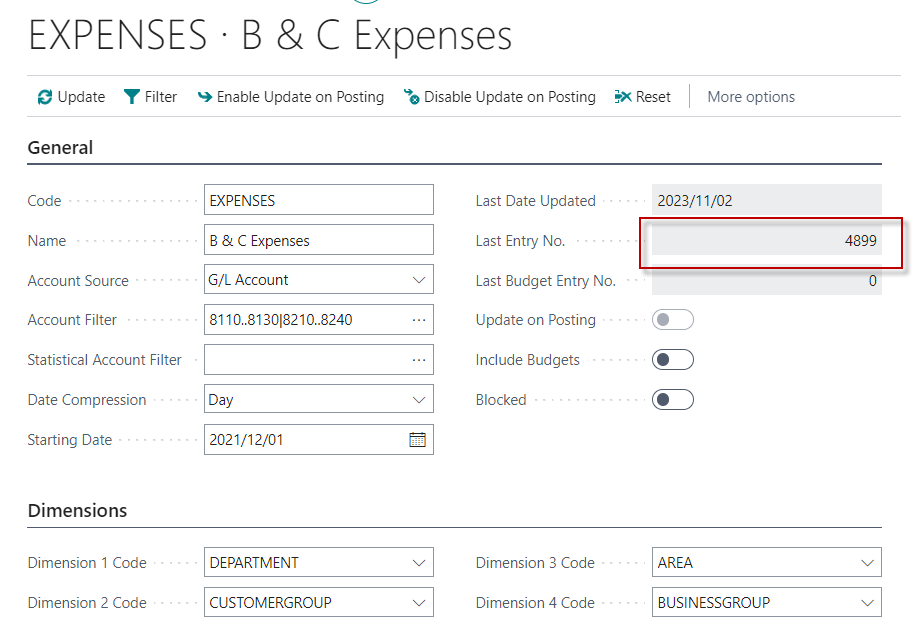 EXPENSES · B & C Expenses
Update Filter Enable Update on Posting Disable Update on Posting Reset More options
General
Code EXPENSES Last Date Updated 2023/11/02
Name B & C Expenses Last Entry No. 4899
Account Source G/L Account Last Budget Entry No. 0
Account Filter 8110..8130|8210..8240 ··· Update on Posting
Statistical Account Filter ··· Include Budgets
Date Compression Day Blocked
Starting Date 2021/12/01
Dimensions
Dimension 1 Code DEPARTMENT Dimension 3 Code AREA
Dimension 2 Code CUSTOMERGROUP Dimension 4 Code BUSINESSGROUP